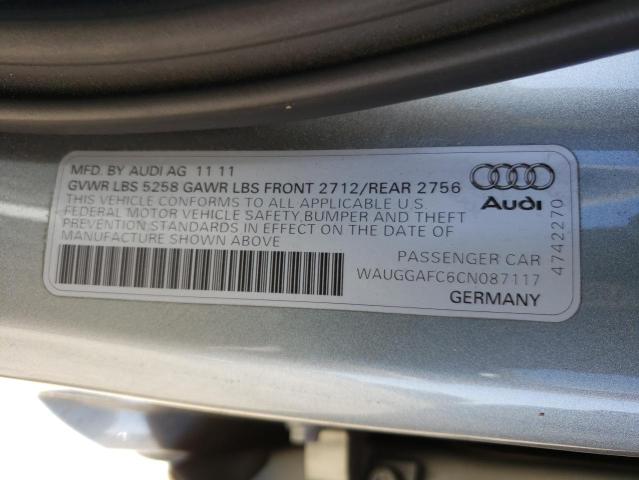 MFD. BY AUDI AG 11 11
GVWR LBS 5258 GAWR LBS FRONT 2712/REAR 2756
THIS VEHICLE CONFORMS TO ALL APPLICABLE U.S.
FEDERAL MOTOR VEHICLE SAFETY,BUMPER AND THEFT
PREVENTION STANDARDS IN EFFECT ON THE DATE OF
MANUFACTURE SHOWN ABOVE
Audi
PASSENGER CAR
WAUGGAFC6CN087117
GERMANY
4742270